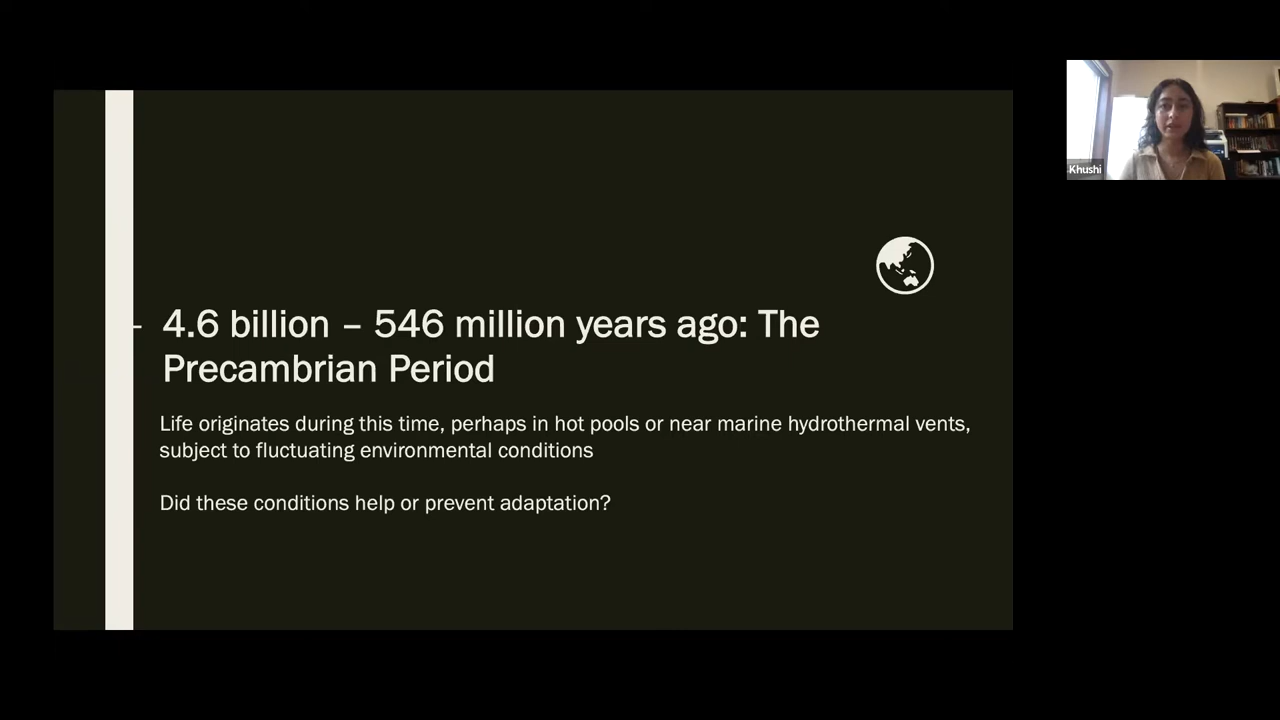 - 4.6 billion – 546 million years ago: The
Precambrian Period
Life originates during this time, perhaps in hot pools or near marine hydrothermal vents,
subject to fluctuating environmental conditions
Did these conditions help or prevent adaptation?
Khushi